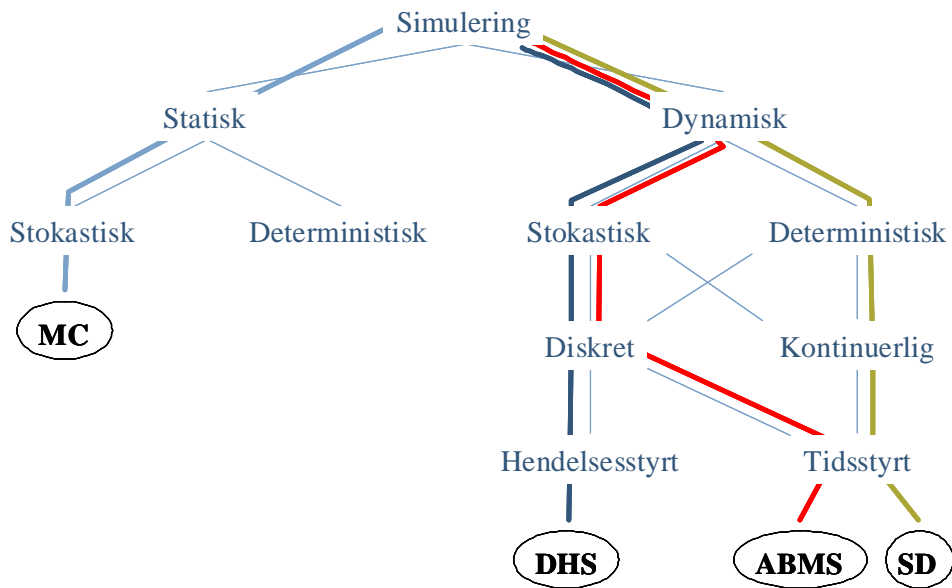 Simulering
Statisk
Dynamisk
Stokastisk
Deterministisk
Stokastisk
Deterministisk
MC
Diskret
Kontinuerlig
Hendelsesstyrt
Tidsstyrt
DHS
ABMS
SD